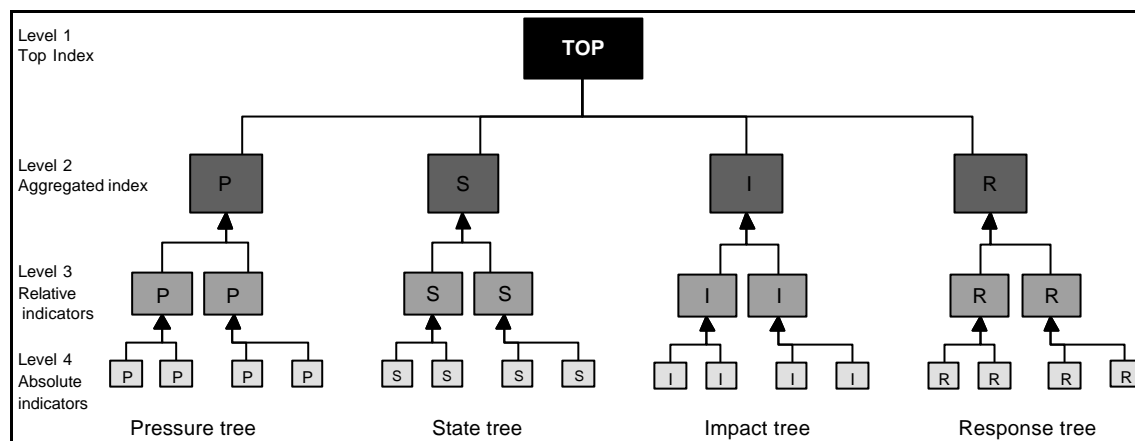 Level 1
Top Index
TOP
Level 2
Aggregated index
P
S
I
R
Level 3
Relative
indicators
P P S S I I R R
Level 4
Absolute
indicators
P P P P S S S S I I I I R R R R
Pressure tree State tree Impact tree Response tree